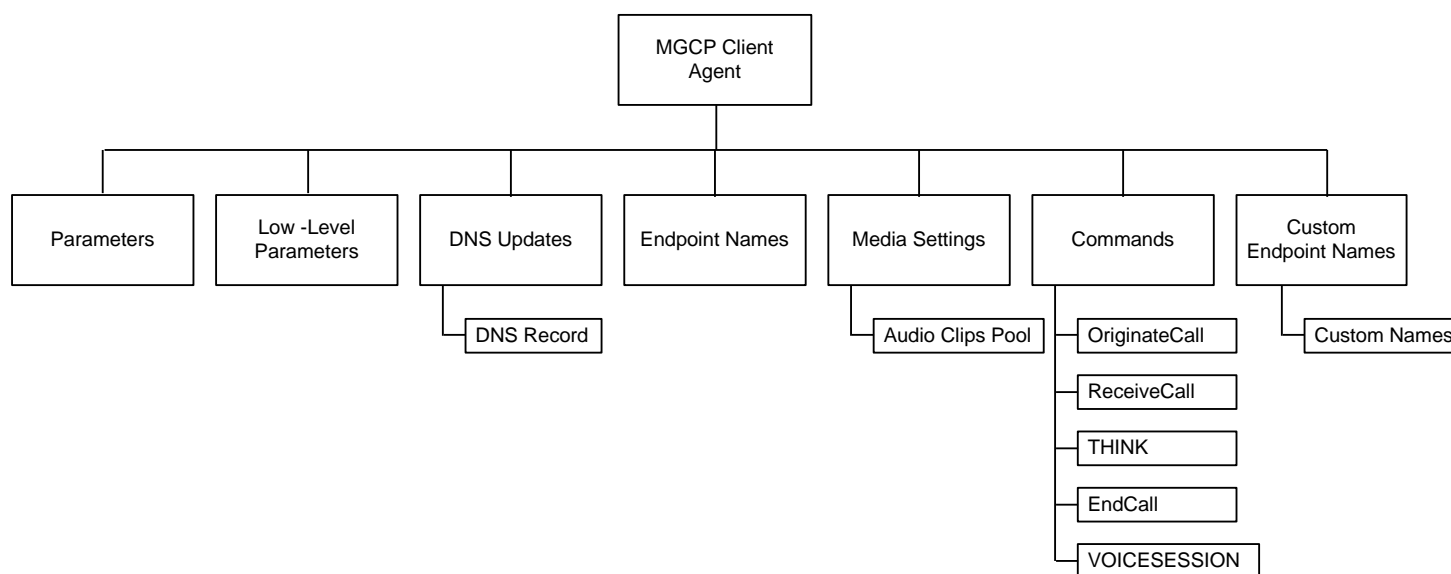 MGCP Client
Agent
Parameters
Low -Level
Parameters
DNS Updates
Endpoint Names
Media Settings
Commands
Custom
Endpoint Names
DNS Record
Audio Clips Pool
OriginateCall
Custom Names
ReceiveCall
THINK
EndCall
VOICESESSION